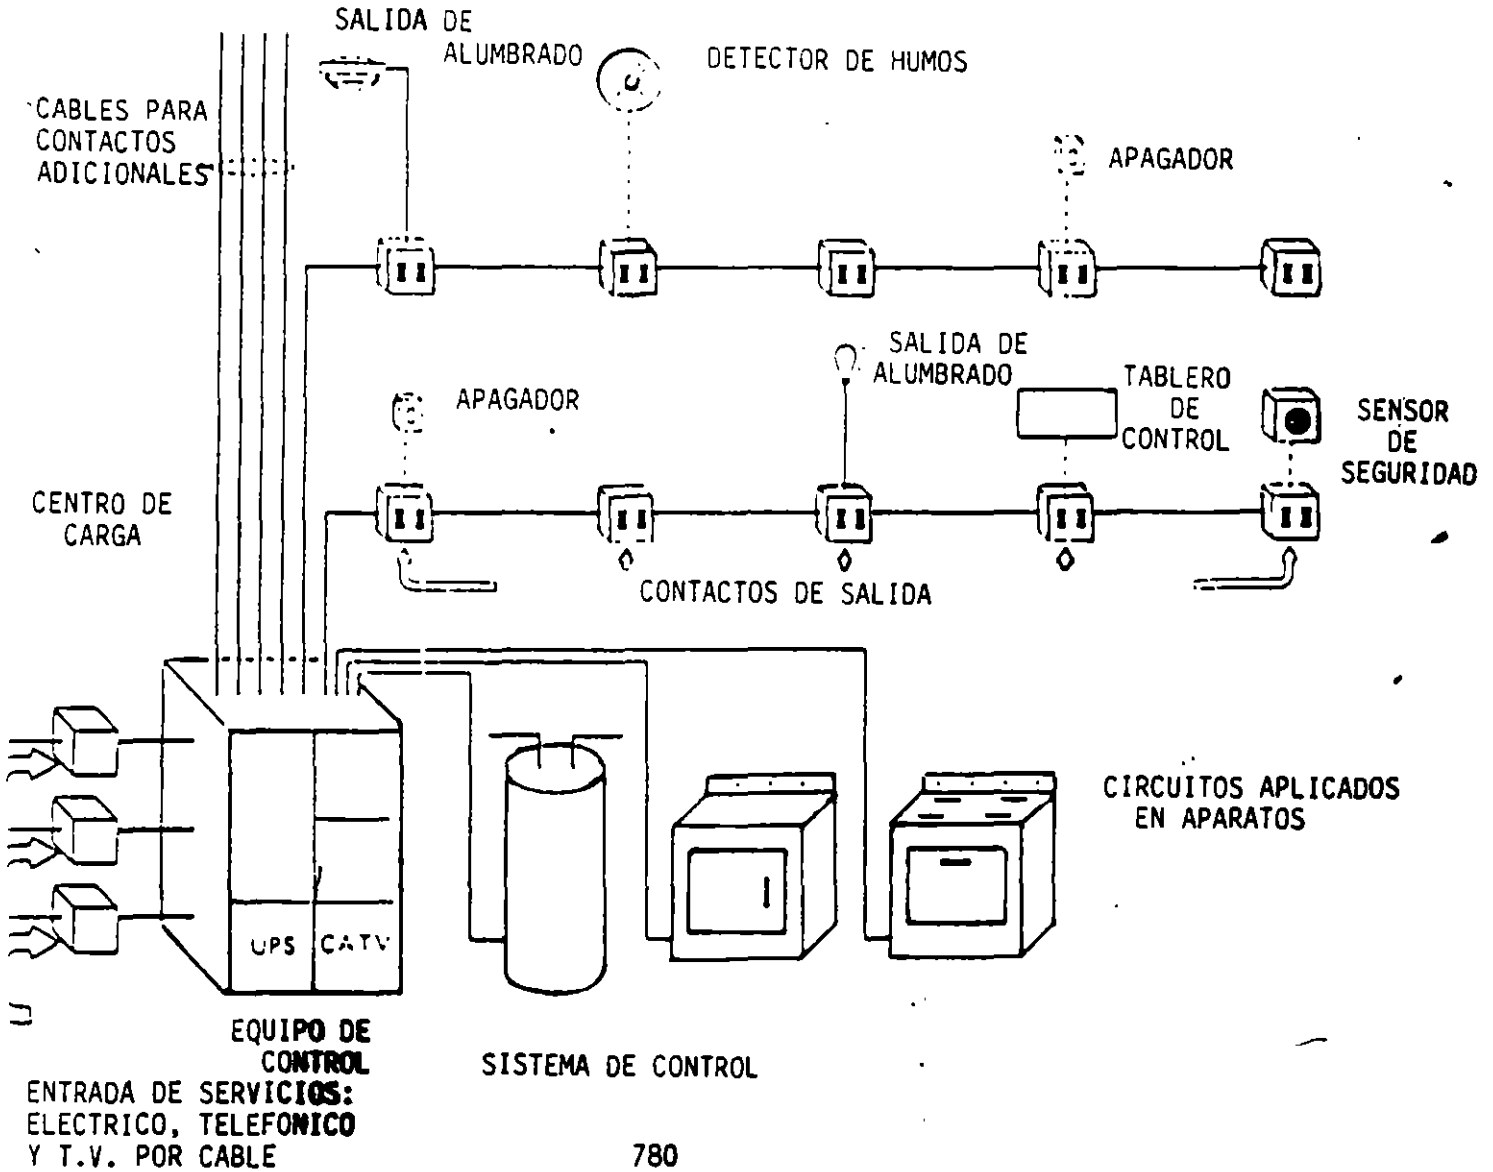 SALIDA DE
ALUMBRADO
DETECTOR DE HUMOS
CABLES PARA
CONTACTOS
ADICIONALES
APAGADOR
SALIDA DE
ALUMBRADO
TABLERO
DE
CONTROL
APAGADOR
SENSOR
DE
SEGURIDAD
CENTRO DE
CARGA
CONTACTOS DE SALIDA
CIRCUITOS APLICADOS
EN APARATOS
UPS
CATV
EQUIPO DE
CONTROL
SISTEMA DE CONTROL
ENTRADA DE SERVICIOS:
ELECTRICO, TELEFONICO
Y T.V. POR CABLE
780